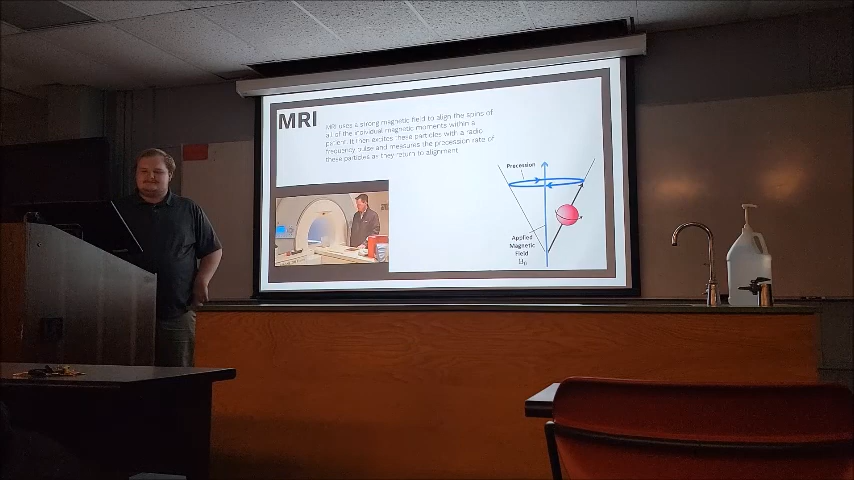 MRI
MRI uses a strong magnetic field to align the spins of
all of the individual magnetic moments within a
patient. Is then excites these particles with a radio
frequency pulse and measures the precession rate of
these particles as they return to alignment.
Precession
Applied
Magnetic
Field
B₀